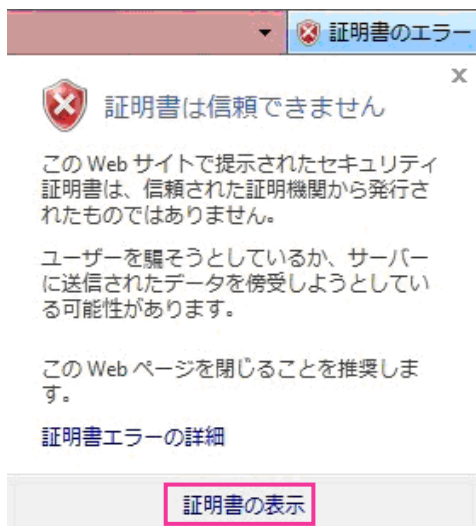 証明書のエラー
x
証明書は信頼できません
この Web サイトで提示されたセキュリティ
証明書は、信頼された証明機関から発行さ
れたものではありません。
ユーザーを騙そうとしているか、サーバー
に送信されたデータを傍受しようとしてい
る可能性があります。
この Web ページを閉じることを推奨しま
す。
証明書エラーの詳細
証明書の表示